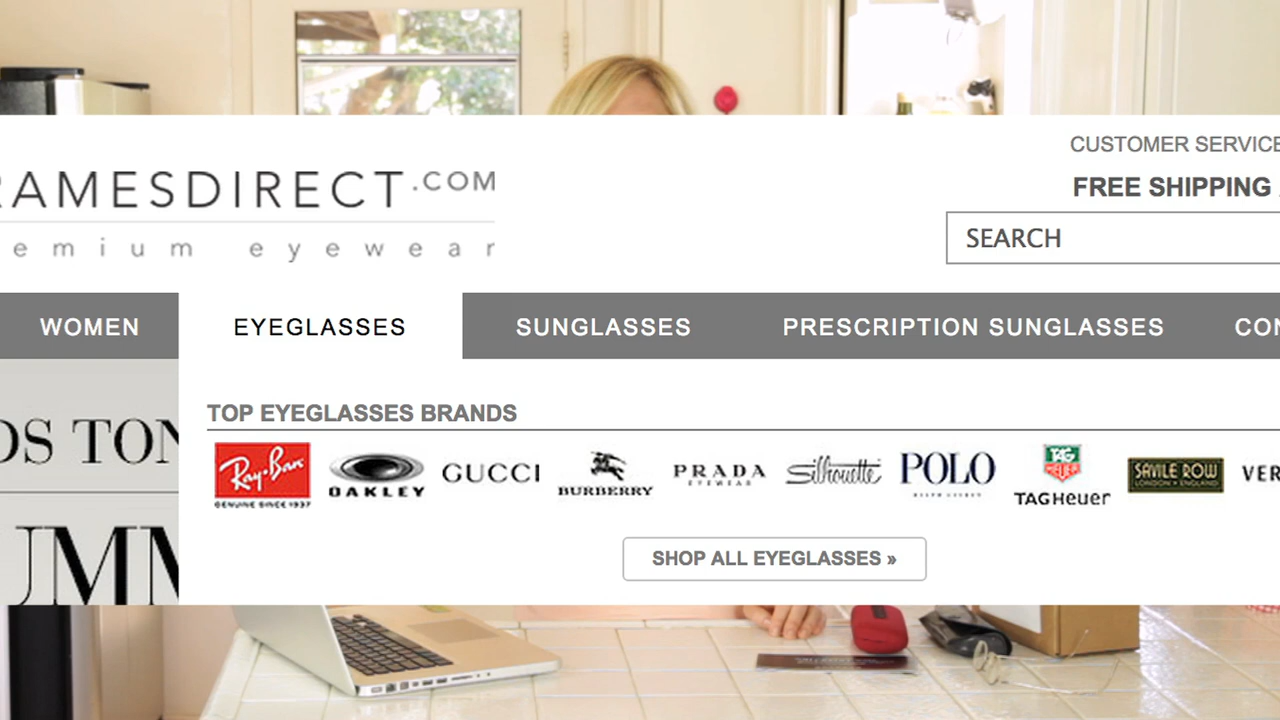 CUSTOMER SERVICE
RAMESDIRECT.COM
FREE SHIPPING
emium eyewear
SEARCH
WOMEN
EYEGLASSES
SUNGLASSES
PRESCRIPTION SUNGLASSES
CON
TOP EYEGLASSES BRANDS
OS TON
Ray-Ban
GENUINE SINCE 1937
OAKLEY
GUCCI
BURBERRY
PRADA
EYEWEAR
Silhouette
POLO
RALPH LAUREN
TAG
HEUER
TAGHeuer
SAVILE ROW
LONDON • ENGLAND
VER
UMM
SHOP ALL EYEGLASSES »